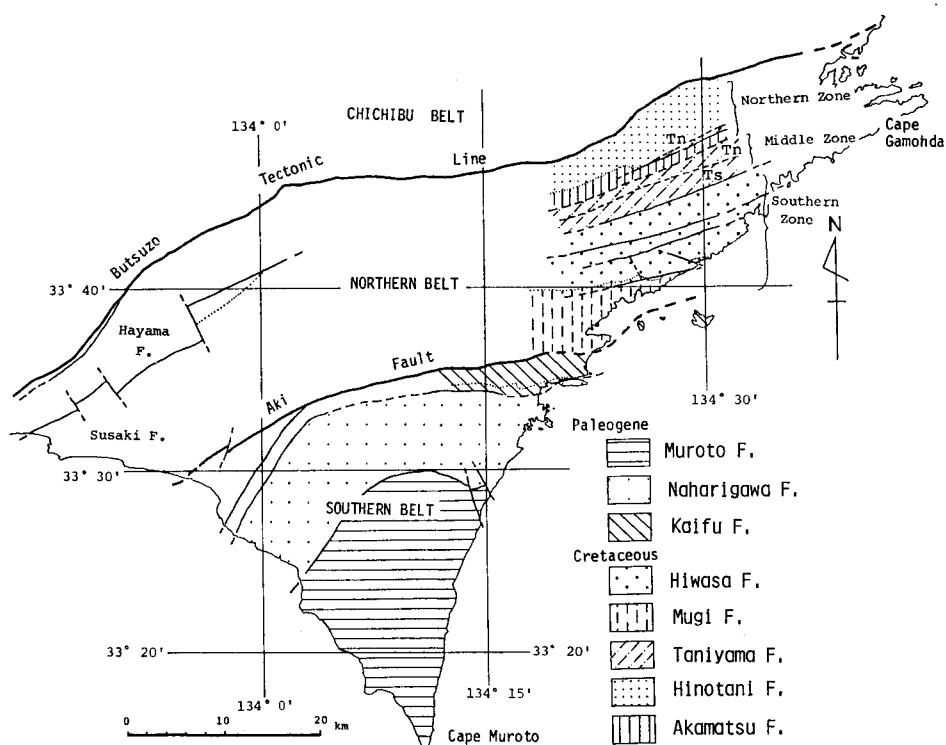 CHICHIBU BELT
134° 0'
Butsuzo Tectonic Line
Northern Zone
Middle Zone
Southern Zone
Cape Gamohda
Tn
Tn
Ts
N
33° 40'
NORTHERN BELT
Hayama F.
Susaki F.
Aki Fault
33° 30'
SOUTHERN BELT
33° 20'
33° 20'
134° 30'
134° 15'
134° 0'
0 10 20 km
Cape Muroto
Paleogene
Muroto F.
Naharigawa F.
Kaifu F.
Cretaceous
Hiwasa F.
Mugi F.
Taniyama F.
Hinotani F.
Akamatsu F.